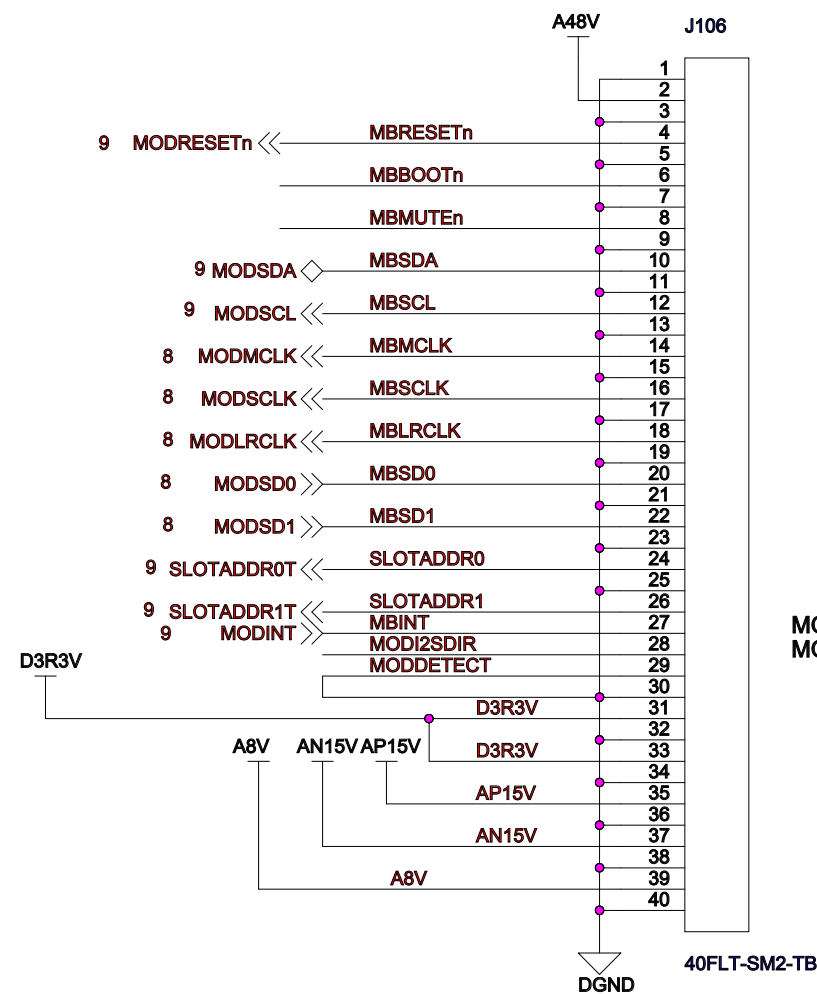 A48V
J106
1
2
3
9 MODRESETn MBRESETn 4
5
MBBOOTn 6
7
MBMUTEn 8
9
9 MODSDA MBSDA 10
11
9 MODSCL MBSCL 12
13
8 MODMCLK MBMCLK 14
15
8 MODSCLK MBSCLK 16
17
8 MODLRCLK MBLRCLK 18
19
8 MODSD0 MBSD0 20
21
8 MODSD1 MBSD1 22
23
9 SLOTADDR0T SLOTADDR0 24
25
9 SLOTADDR1T SLOTADDR1 26
9 MODINT MBINT 27
MODI2SDIR 28
D3R3V MODDETECT 29
30
D3R3V 31
32
A8V AN15V AP15V D3R3V 33
34
AP15V 35
36
AN15V 37
38
A8V 39
40
40FLT-SM2-TB
DGND